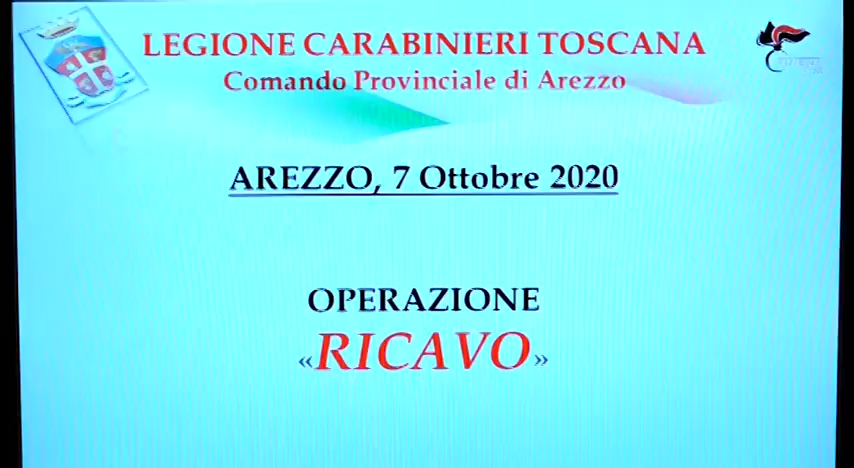 LEGIONE CARABINIERI TOSCANA
Comando Provinciale di Arezzo
AREZZO, 7 Ottobre 2020
OPERAZIONE
«RICAVO»